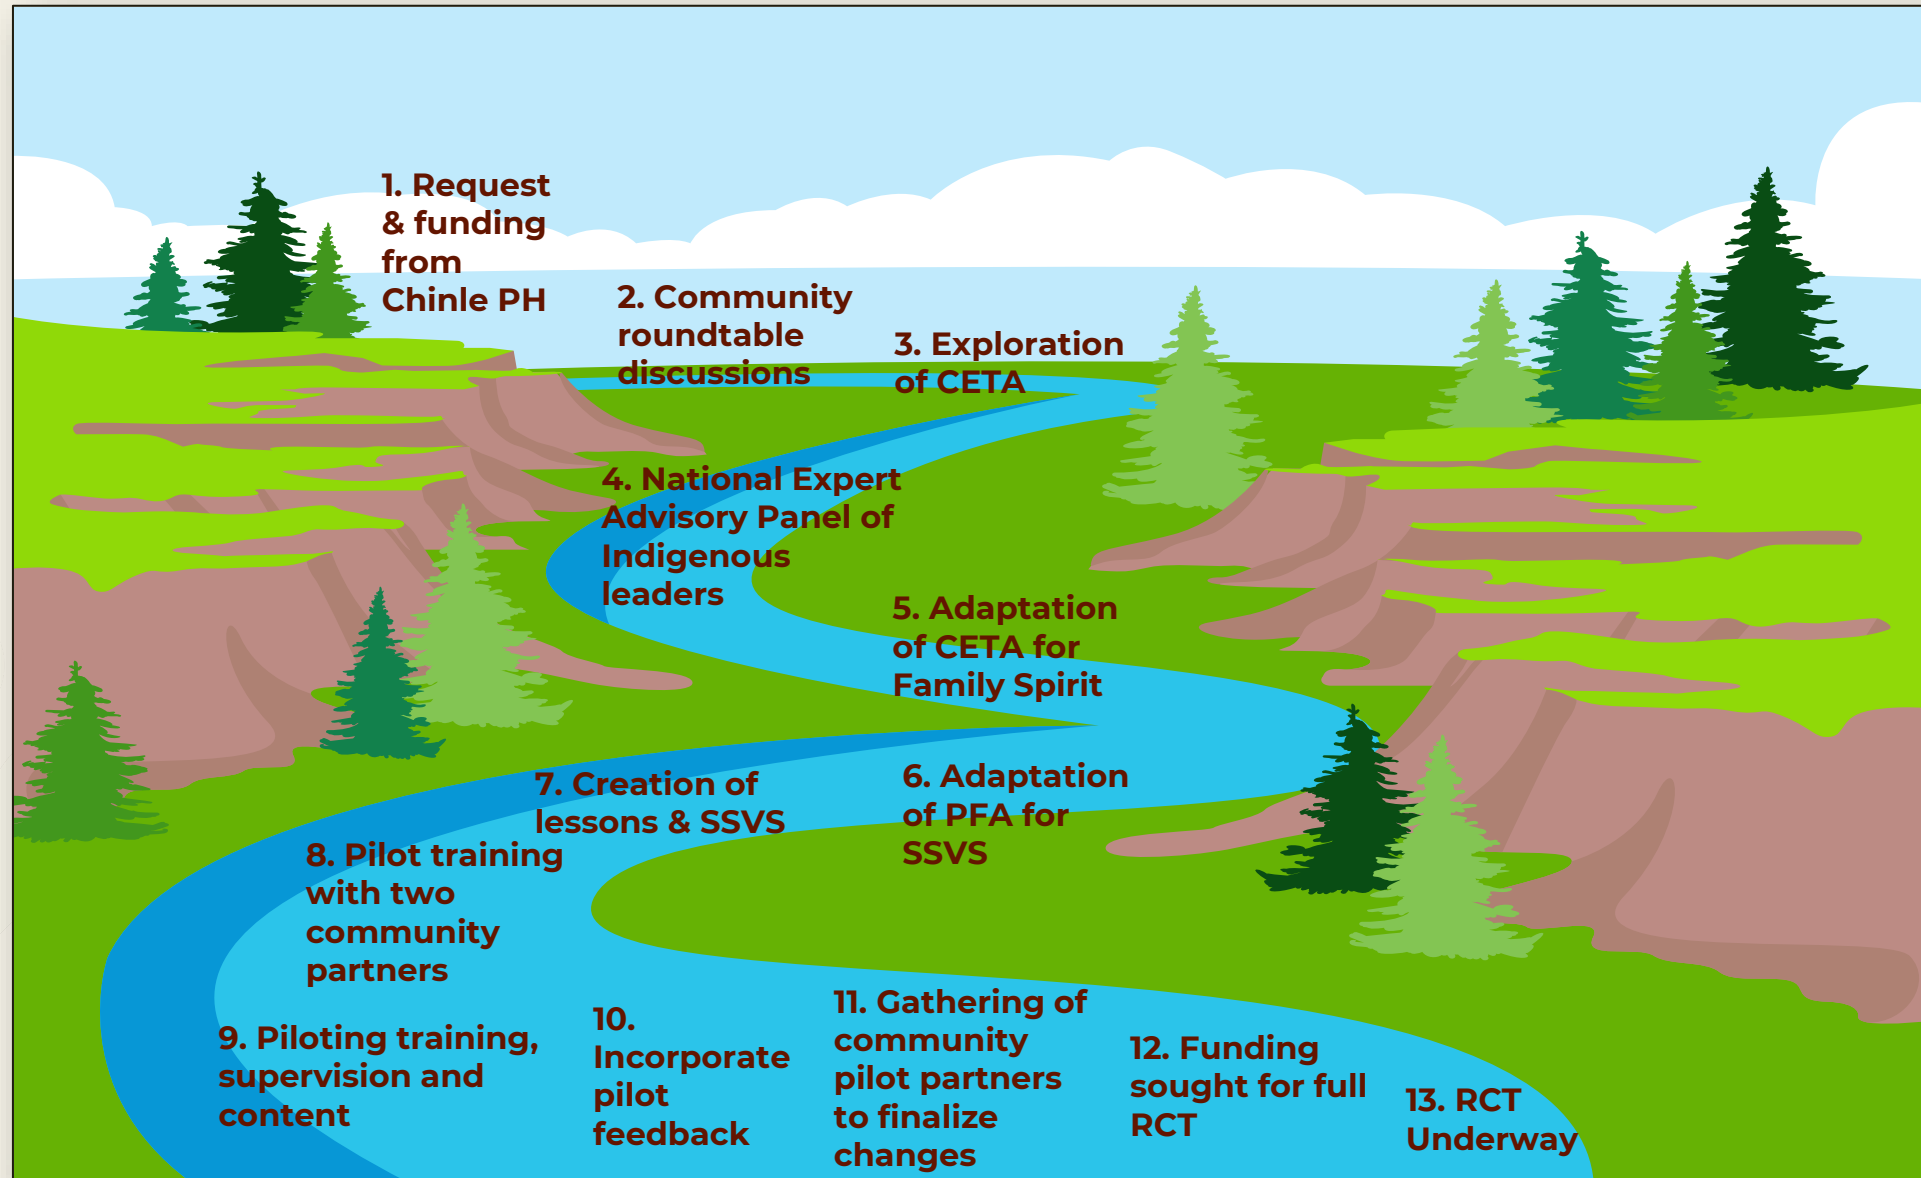 1. Request
& funding
from
Chinle PH
2. Community
roundtable
discussions
3. Exploration
of CETA
4. National Expert
Advisory Panel of
Indigenous
leaders
5. Adaptation
of CETA for
Family Spirit
6. Adaptation
of PFA for
SSVS
7. Creation of
lessons & SSVS
8. Pilot training
with two
community
partners
9. Piloting training,
supervision and
content
10.
Incorporate
pilot
feedback
11. Gathering of
community
pilot partners
to finalize
changes
12. Funding
sought for full
RCT
13. RCT
Underway